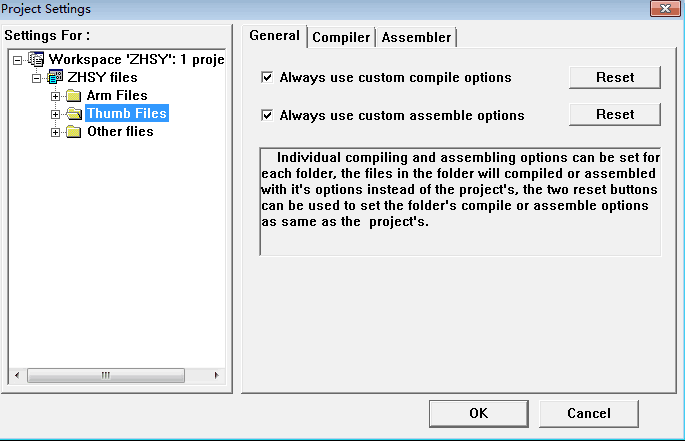 Project Settings
Settings For :
Workspace 'ZHSY': 1 proje
ZHSY files
Arm Files
Thumb Files
Other flies
General
Compiler
Assembler
Always use custom compile options
Reset
Always use custom assemble options
Reset
Individual compiling and assembling options can be set for
each folder, the files in the folder will compiled or assembled
with it's options instead of the project's, the two reset buttons
can be used to set the folder's compile or assemble options
as same as the project's.
OK
Cancel